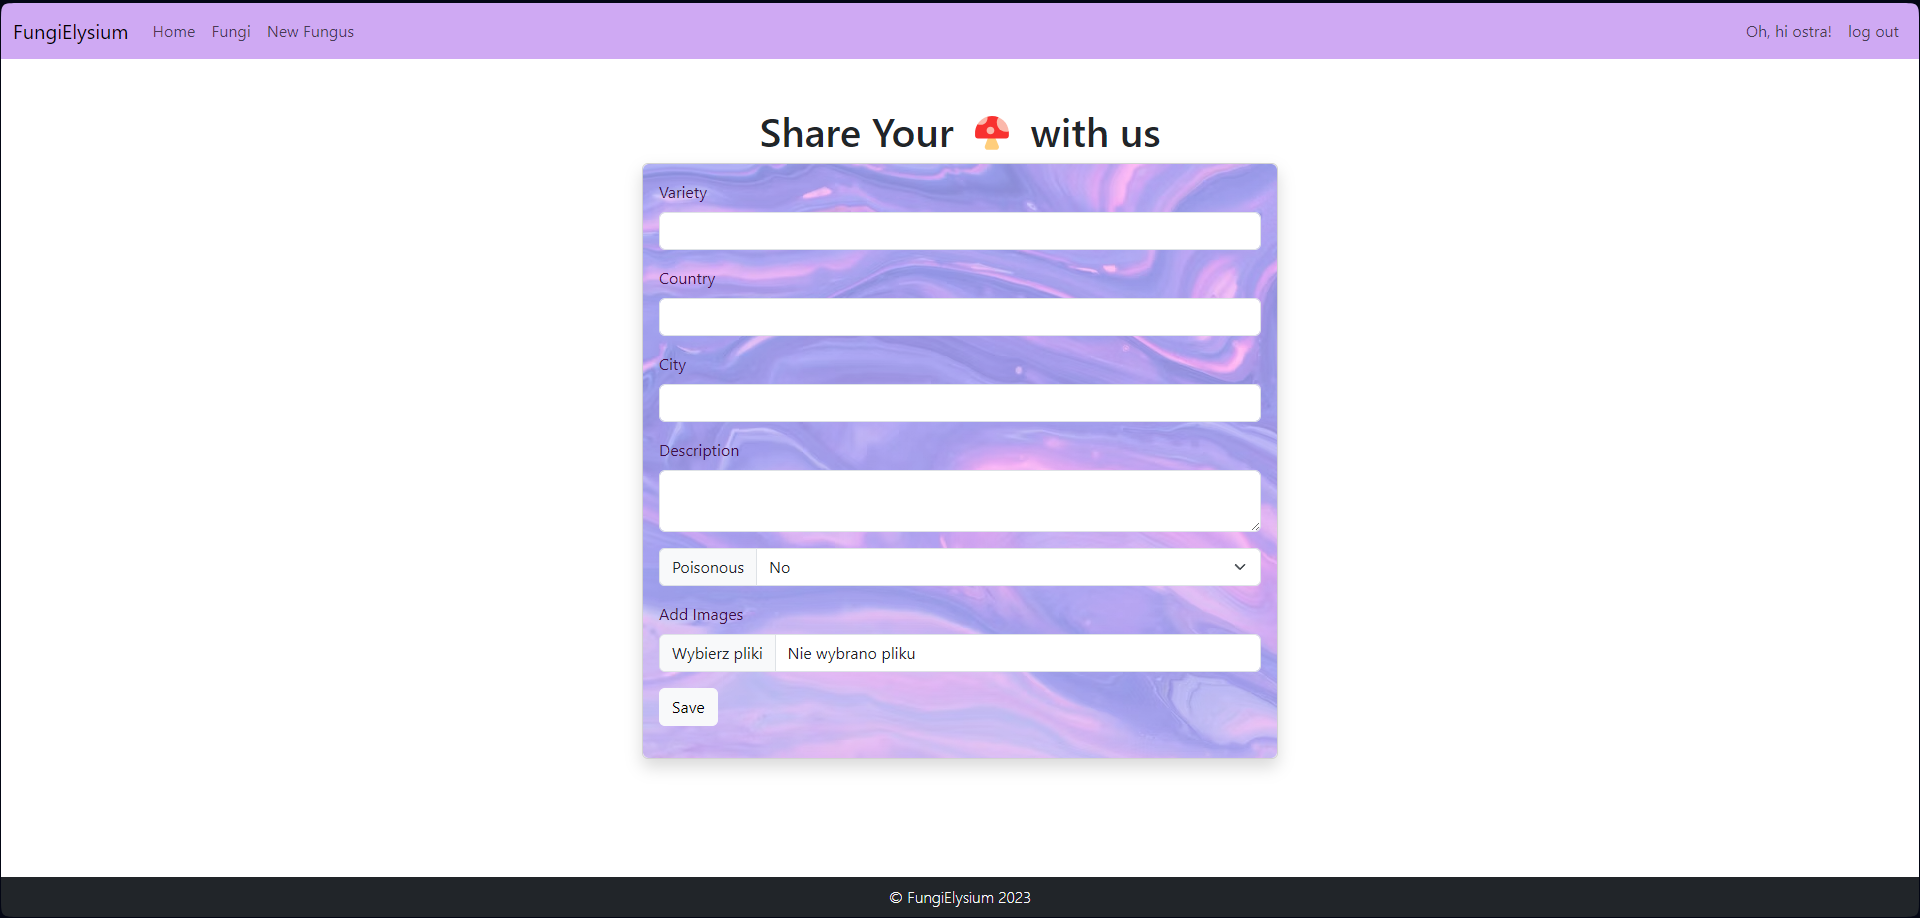 FungiElysium Home Fungi New Fungus Oh, hi ostra! log out
Share Your 🍄 with us
Variety
Country
City
Description
Poisonous No
Add Images
Wybierz pliki Nie wybrano pliku
Save
© FungiElysium 2023